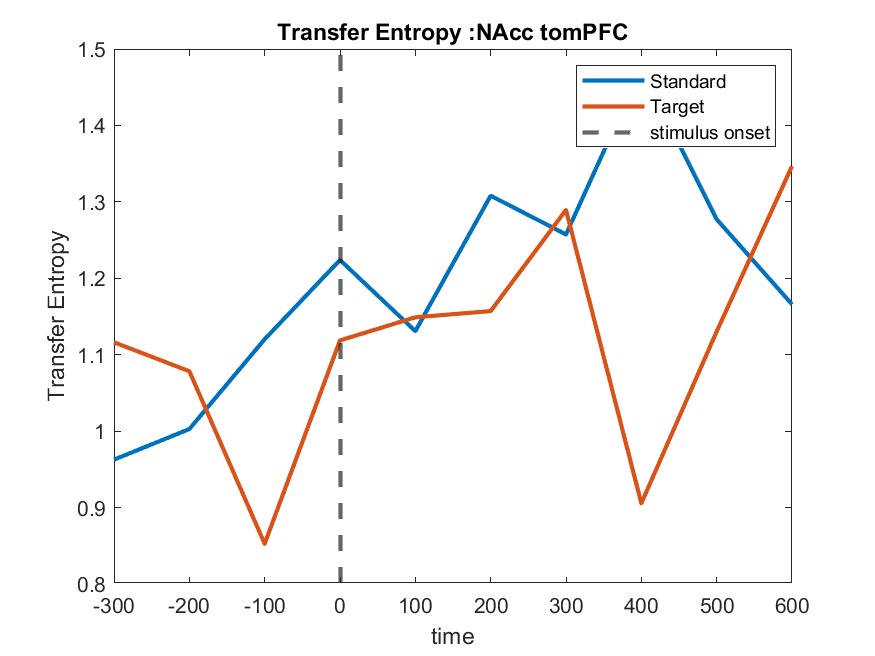 Transfer Entropy :NAcc tomPFC
Standard
Target
stimulus onset
Transfer Entropy
1.5
1.4
1.3
1.2
1.1
1
0.9
0.8
-300 -200 -100 0 100 200 300 400 500 600
time